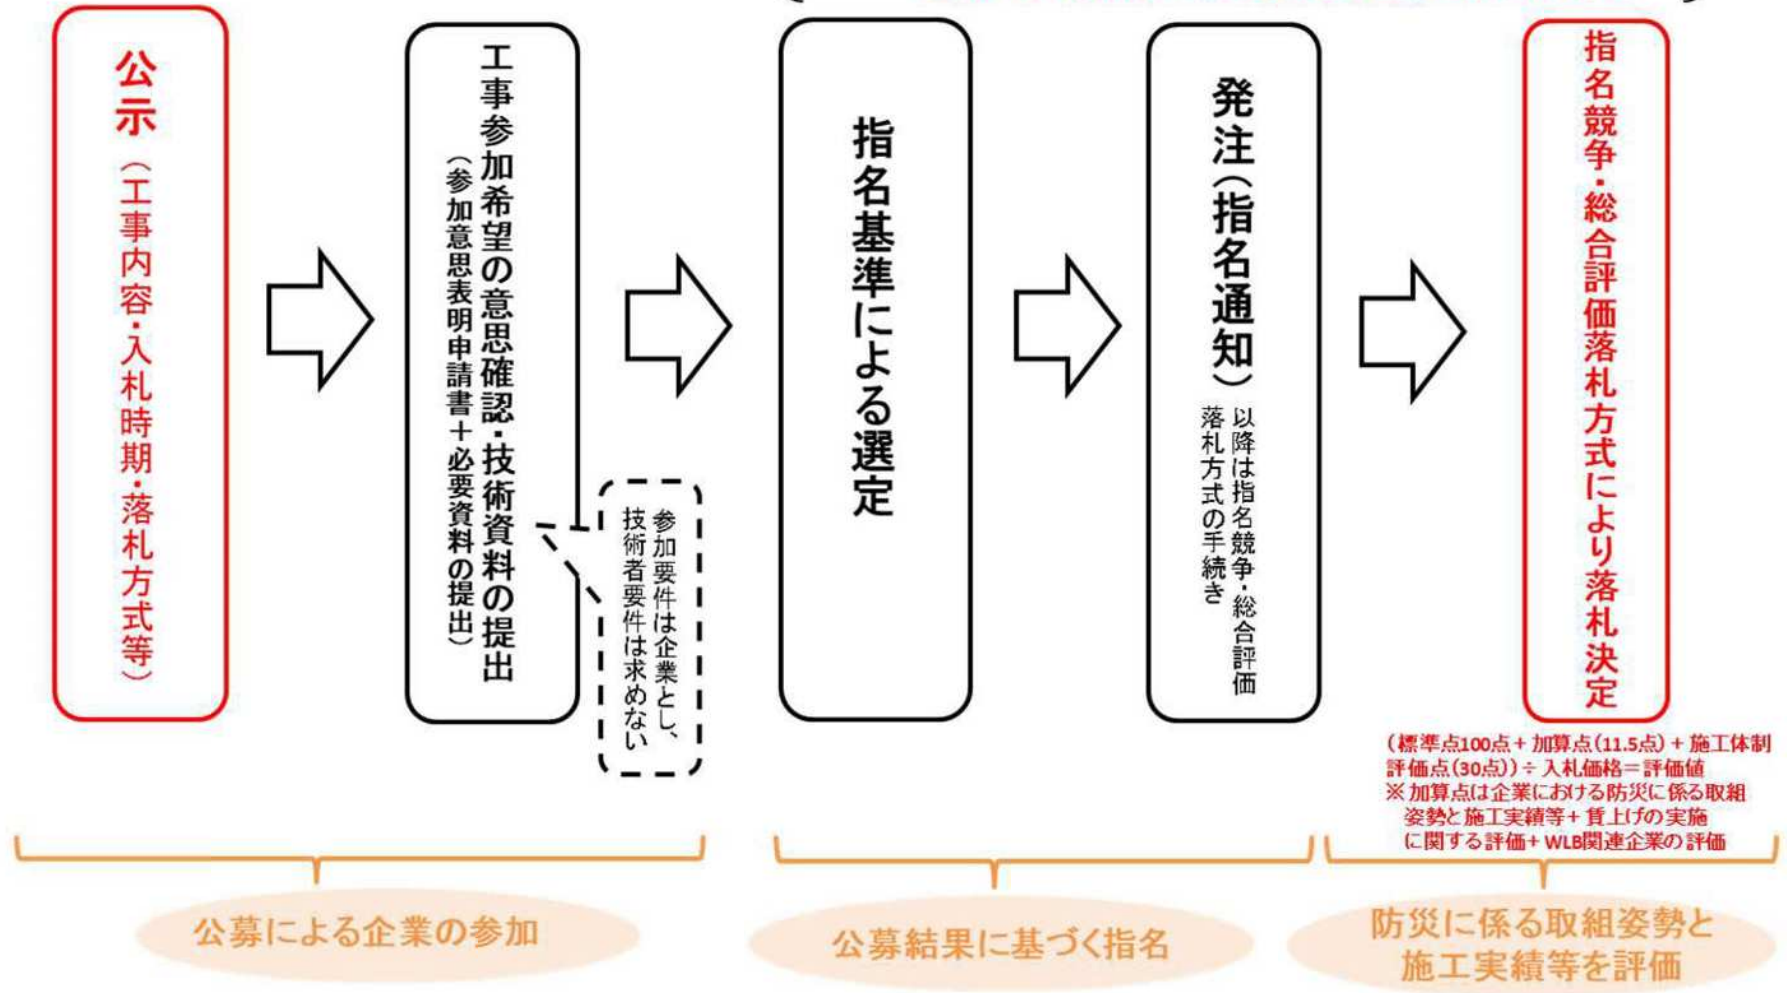 公示（工事内容・入札時期・落札方式等）
工事参加希望の意思確認・技術資料の提出
（参加意思表明申請書＋必要資料の提出）
参加要件は企業とし、
技術者要件は求めない
指名基準による選定
発注（指名通知）
以降は指名競争・総合評価
落札方式の手続き
指名競争・総合評価落札方式により落札決定
（標準点100点＋加算点（11.5点）＋施工体制
評価点（30点））÷入札価格＝評価値
※加算点は企業における防災に係る取組
姿勢と施工実績等＋賃上げの実施
に関する評価＋WLB関連企業の評価
公募による企業の参加
公募結果に基づく指名
防災に係る取組姿勢と
施工実績等を評価